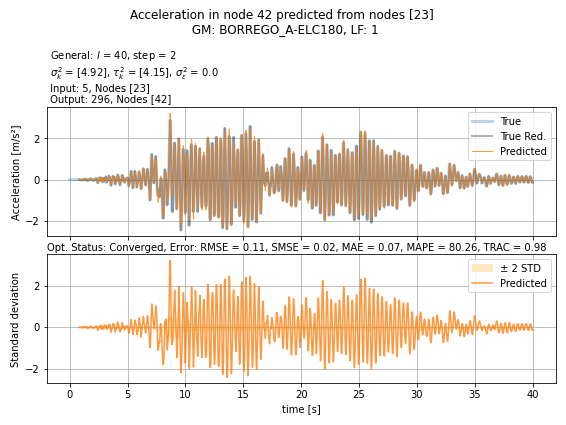 Acceleration in node 42 predicted from nodes [23]
GM: BORREGO_A-ELC180, LF: 1
General: l = 40, step = 2
σ²ₖ = [4.92], τ²ₖ = [4.15], σ²ε = 0.0
Input: 5, Nodes [23]
Output: 296, Nodes [42]
Acceleration [m/s²]
2
0
−2
True
True Red.
Predicted
Opt. Status: Converged, Error: RMSE = 0.11, SMSE = 0.02, MAE = 0.07, MAPE = 80.26, TRAC = 0.98
Standard deviation
2
0
−2
± 2 STD
Predicted
0 5 10 15 20 25 30 35 40
time [s]